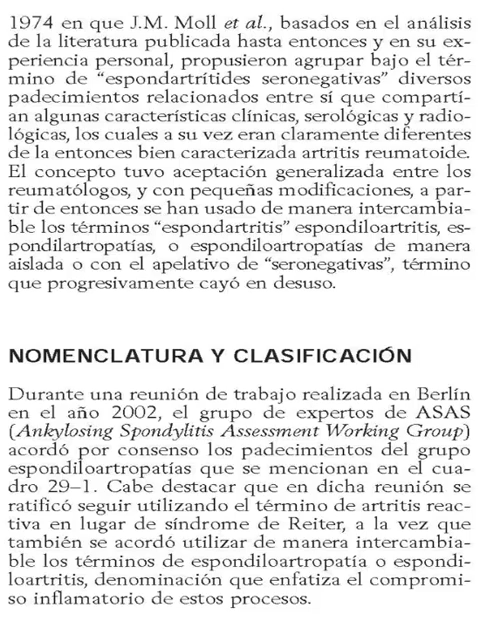 1974 en que J.M. Moll et al., basados en el análisis
de la literatura publicada hasta entonces y en su ex-
periencia personal, propusieron agrupar bajo el tér-
mino de “espondartrítides seronegativas” diversos
padecimientos relacionados entre sí que compartí-
an algunas características clínicas, serológicas y radio-
lógicas, los cuales a su vez eran claramente diferentes
de la entonces bien caracterizada artritis reumatoide.
El concepto tuvo aceptación generalizada entre los
reumatólogos, y con pequeñas modificaciones, a par-
tir de entonces se han usado de manera intercambia-
ble los términos “espondartritis” espondiloartritis, es-
pondilartropatías, o espondiloartropatías de manera
aislada o con el apelativo de “seronegativas”, término
que progresivamente cayó en desuso.
NOMENCLATURA Y CLASIFICACIÓN
Durante una reunión de trabajo realizada en Berlín
en el año 2002, el grupo de expertos de ASAS
(Ankylosing Spondylitis Assessment Working Group)
acordó por consenso los padecimientos del grupo
espondiloartropatías que se mencionan en el cua-
dro 29–1. Cabe destacar que en dicha reunión se
ratificó seguir utilizando el término de artritis reac-
tiva en lugar de síndrome de Reiter, a la vez que
también se acordó utilizar de manera intercambia-
ble los términos de espondiloartropatía o espondi-
loartritis, denominación que enfatiza el compromi-
so inflamatorio de estos procesos.